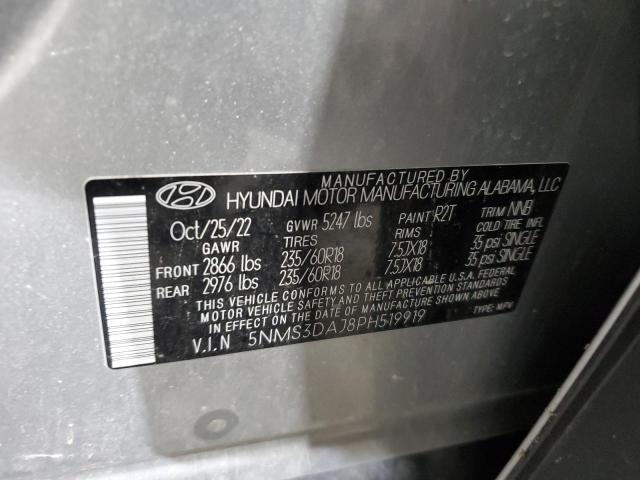 MANUFACTURED BY
HYUNDAI MOTOR MANUFACTURING ALABAMA, LLC
Oct/25/22 GVWR 5247 lbs PAINT R2T TRIM NNB
GAWR TIRES RIMS COLD TIRE INFL
FRONT 2866 lbs 235/60R18 7.5JX18 35 psi SINGLE
REAR 2976 lbs 235/60R18 7.5JX18 35 psi SINGLE
THIS VEHICLE CONFORMS TO ALL APPLICABLE U.S.A. FEDERAL
MOTOR VEHICLE SAFETY AND THEFT PREVENTION STANDARDS
IN EFFECT ON THE DATE OF MANUFACTURE SHOWN ABOVE.
V.I.N 5NMS3DAJ8PH519919 TYPE: MPV